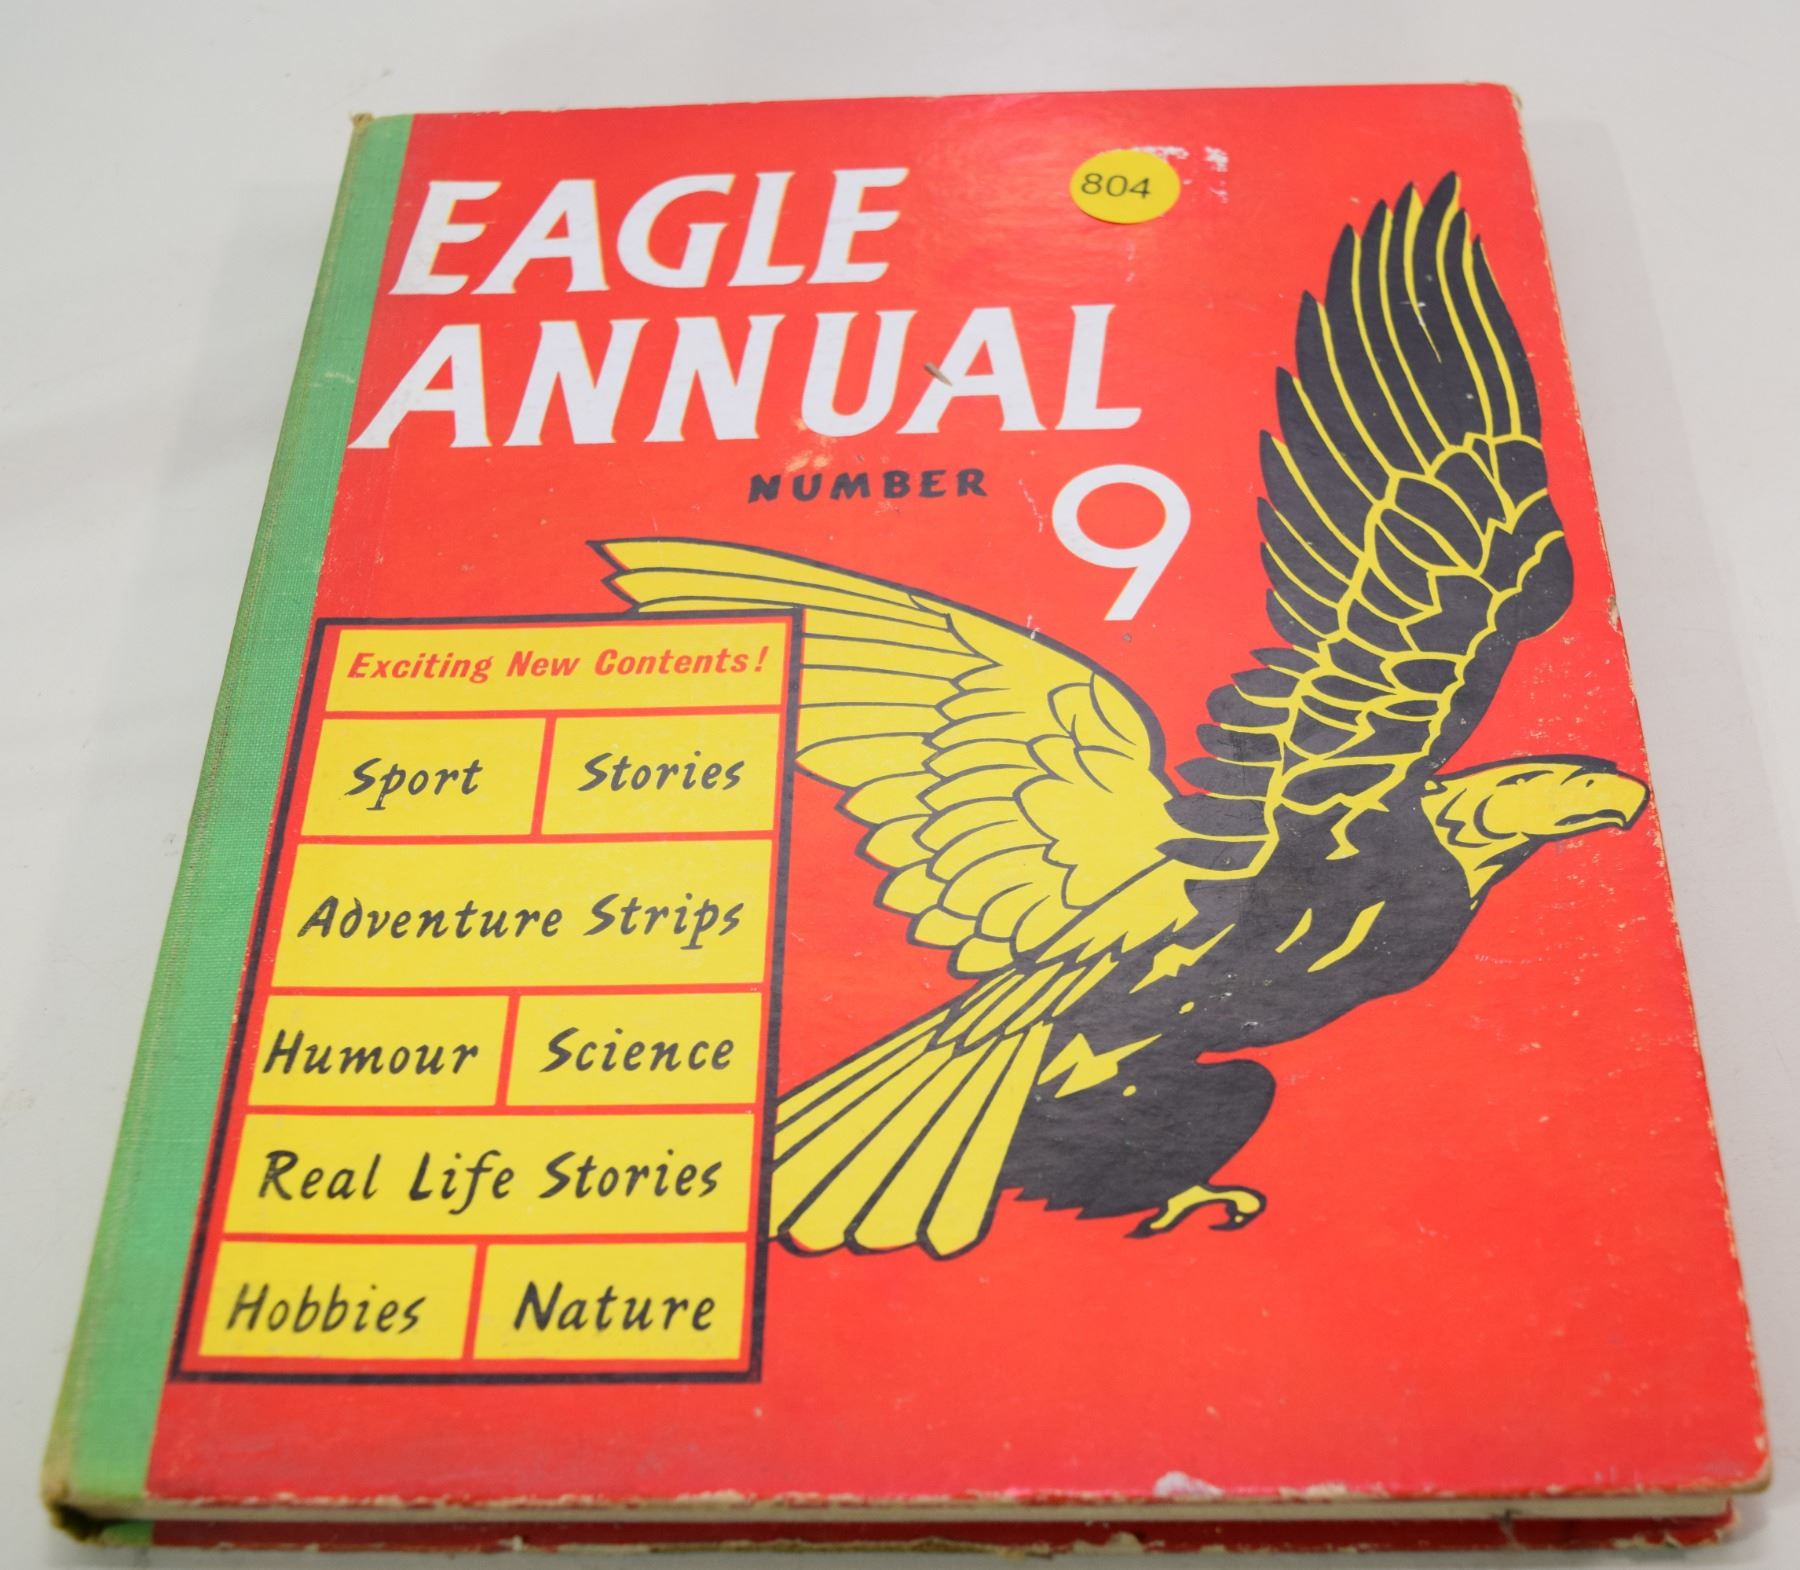 EAGLE
804
ANNUAL
NUMBER 9
Exciting New Contents!
Sport Stories
Adventure Strips
Humour Science
Real Life Stories
Hobbies Nature